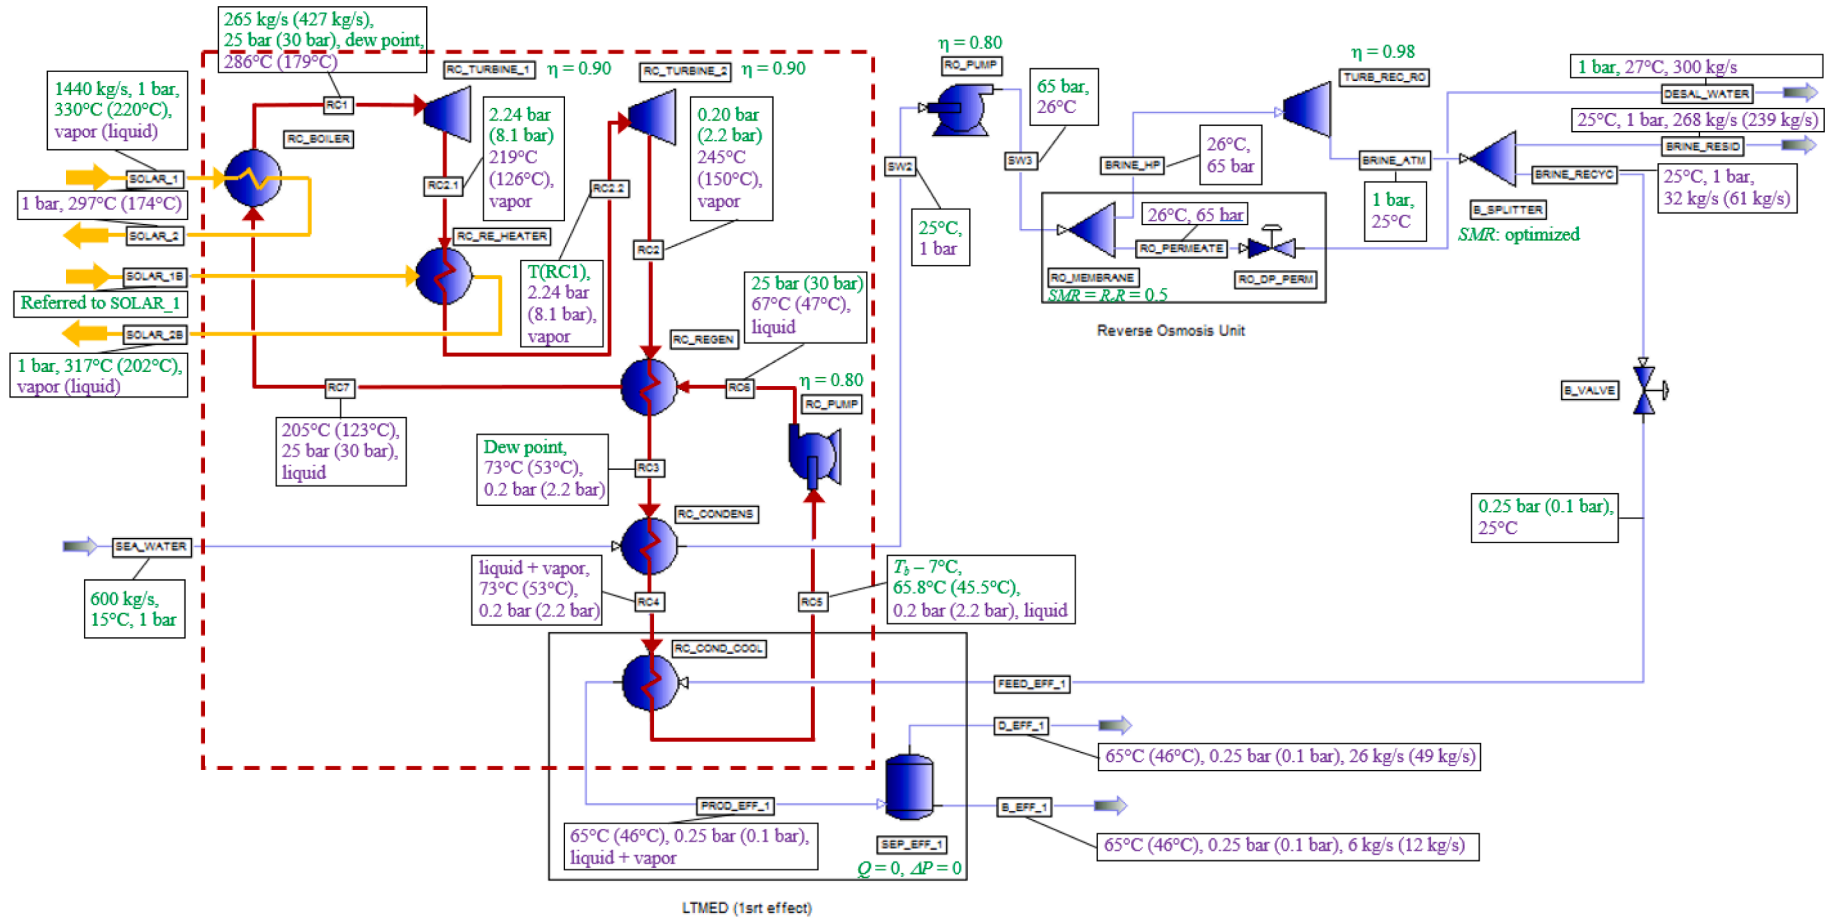 265 kg/s (427 kg/s),
25 bar (30 bar), dew point,
286°C (179°C)
RC_TURBINE_1
η = 0.90
RC_TURBINE_2
η = 0.90
η = 0.80
RO_PUMP
η = 0.98
TURB_REC_RO
1 bar, 27°C, 300 kg/s
DESAL_WATER
25°C, 1 bar, 268 kg/s (239 kg/s)
BRINE_RESID
1440 kg/s, 1 bar,
330°C (220°C),
vapor (liquid)
RC1
RC_BOILER
2.24 bar
(8.1 bar)
219°C
(126°C),
vapor
0.20 bar
(2.2 bar)
245°C
(150°C),
vapor
65 bar,
26°C
SW2
SW3
BRINE_HP
26°C,
65 bar
BRINE_ATM
BRINE_RECYC
25°C, 1 bar,
32 kg/s (61 kg/s)
1 bar,
25°C
B_SPLITTER
SMR: optimized
SOLAR_1
1 bar, 297°C (174°C)
SOLAR_2
RC2.1
RC2.2
RC_RE_HEATER
RC2
25°C,
1 bar
26°C, 65 bar
RO_PERMEATE
RO_MEMBRANE
RO_DP_PERM
SMR = RR = 0.5
Reverse Osmosis Unit
SOLAR_1B
Referred to SOLAR_1
SOLAR_2B
1 bar, 317°C (202°C),
vapor (liquid)
T(RC1),
2.24 bar
(8.1 bar),
vapor
25 bar (30 bar)
67°C (47°C),
liquid
RC_REGEN
RC7
RC6
η = 0.80
RC_PUMP
B_VALVE
205°C (123°C),
25 bar (30 bar),
liquid
Dew point,
73°C (53°C),
0.2 bar (2.2 bar)
RC3
RC_CONDENS
0.25 bar (0.1 bar),
25°C
SEA_WATER
600 kg/s,
15°C, 1 bar
liquid + vapor,
73°C (53°C),
0.2 bar (2.2 bar)
RC4
RC5
Tb – 7°C,
65.8°C (45.5°C),
0.2 bar (2.2 bar), liquid
RC_COND_COOL
FEED_EFF_1
D_EFF_1
65°C (46°C), 0.25 bar (0.1 bar), 26 kg/s (49 kg/s)
PROD_EFF_1
B_EFF_1
65°C (46°C), 0.25 bar (0.1 bar),
liquid + vapor
SEP_EFF_1
65°C (46°C), 0.25 bar (0.1 bar), 6 kg/s (12 kg/s)
Q = 0, ΔP = 0
LTMED (1srt effect)